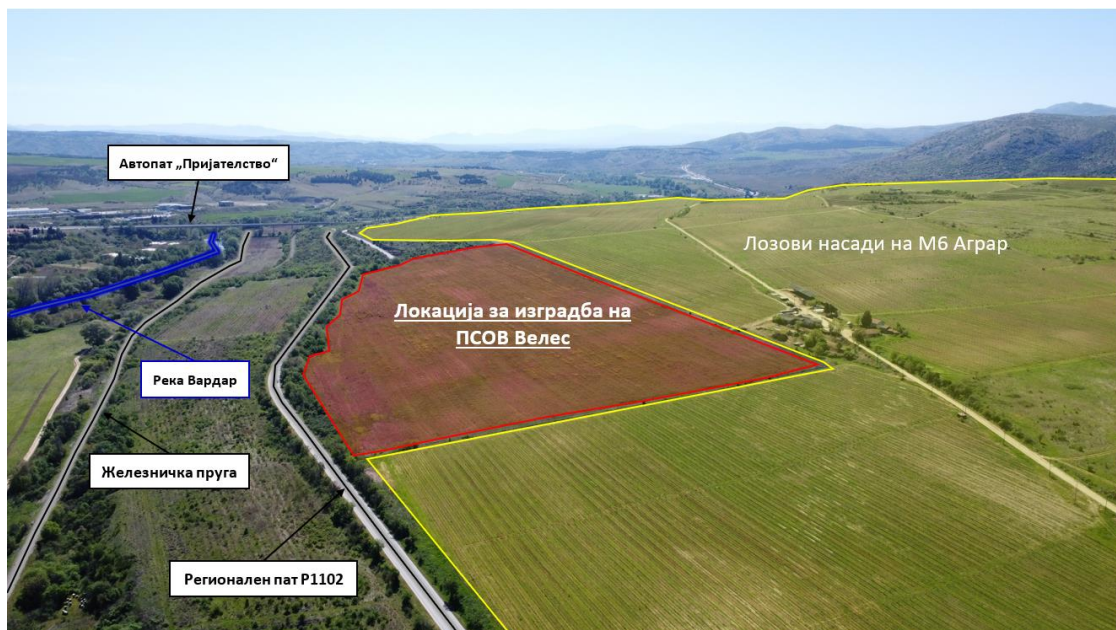 Автопат „Пријателство“
Лозови насади на М6 Аграр
Локација за изградба на
ПСОВ Велес
Река Вардар
Железничка пруга
Регионален пат Р1102